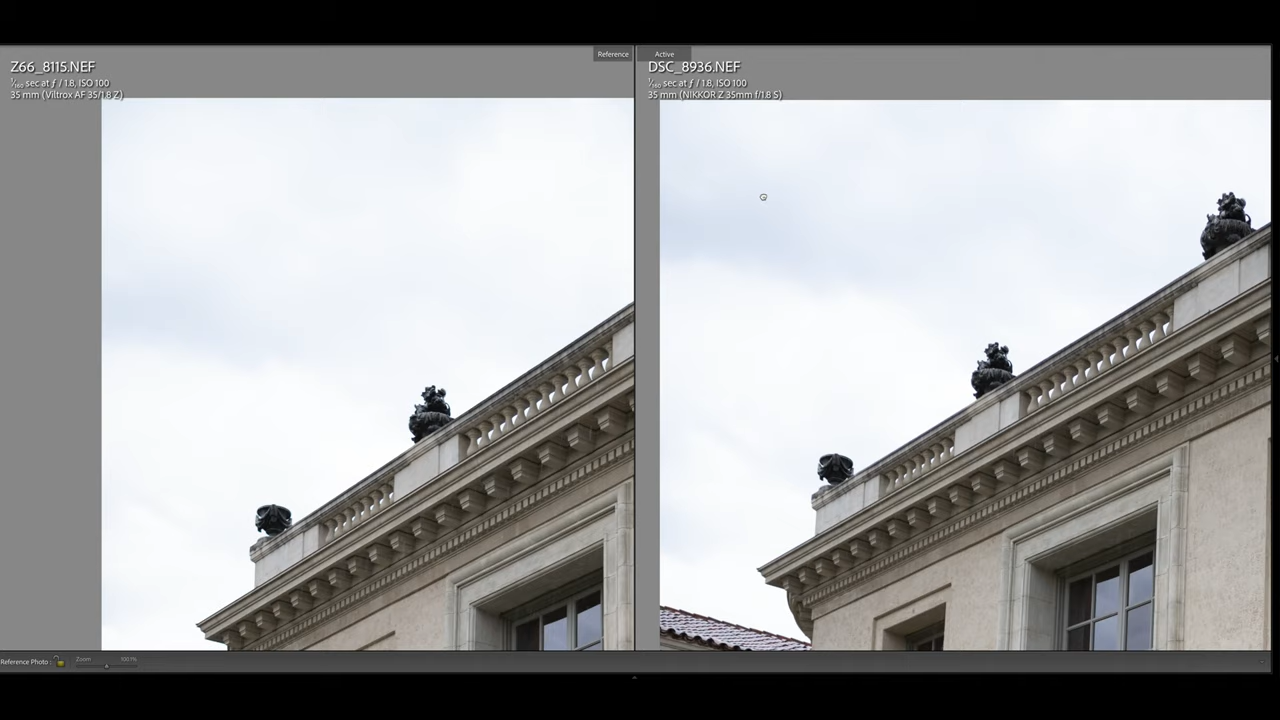 Reference
Z66_8115.NEF
1/160 sec at ƒ / 1.8, ISO 100
35 mm (Viltrox AF 35/1.8 Z)
Active
DSC_8936.NEF
1/160 sec at ƒ / 1.8, ISO 100
35 mm (NIKKOR Z 35mm f/1.8 S)
Reference Photo :
Zoom